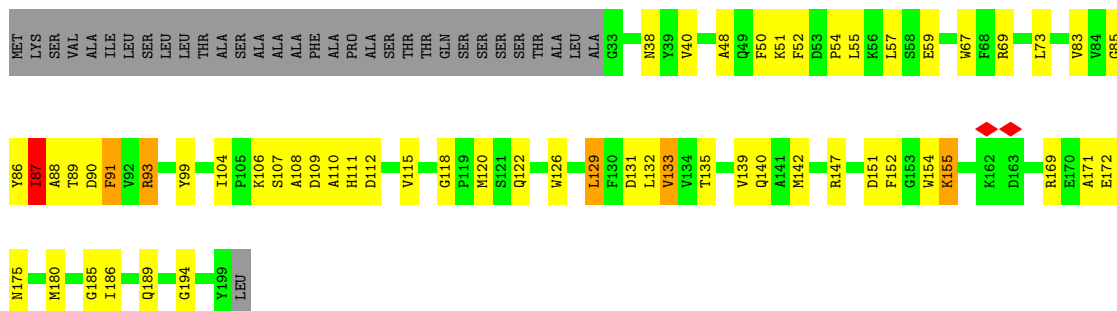 MET LYS SER VAL ALA ILE LEU SER LEU LEU THR ALA SER ALA ALA ALA ALA PHE ALA PRO ALA SER THR THR GLN SER SER SER SER THR ALA LEU ALA G33 N38 Y39 V40 A48 Q49 F50 K51 F52 D53 P54 L55 K56 L57 S58 E59 W67 F68 R69 L73 V83 V84 G85
Y86 I87 A88 T89 D90 F91 V92 R93 Y99 I104 P105 K106 S107 A108 D109 A110 H111 D112 V115 G118 P119 M120 S121 Q122 W126 L129 F130 D131 L132 V133 V134 T135 V139 Q140 A141 M142 R147 D151 F152 G153 W154 K155 K162 D163 R169 E170 A171 E172
N175 M180 G185 I186 Q189 G194 Y199 LEU